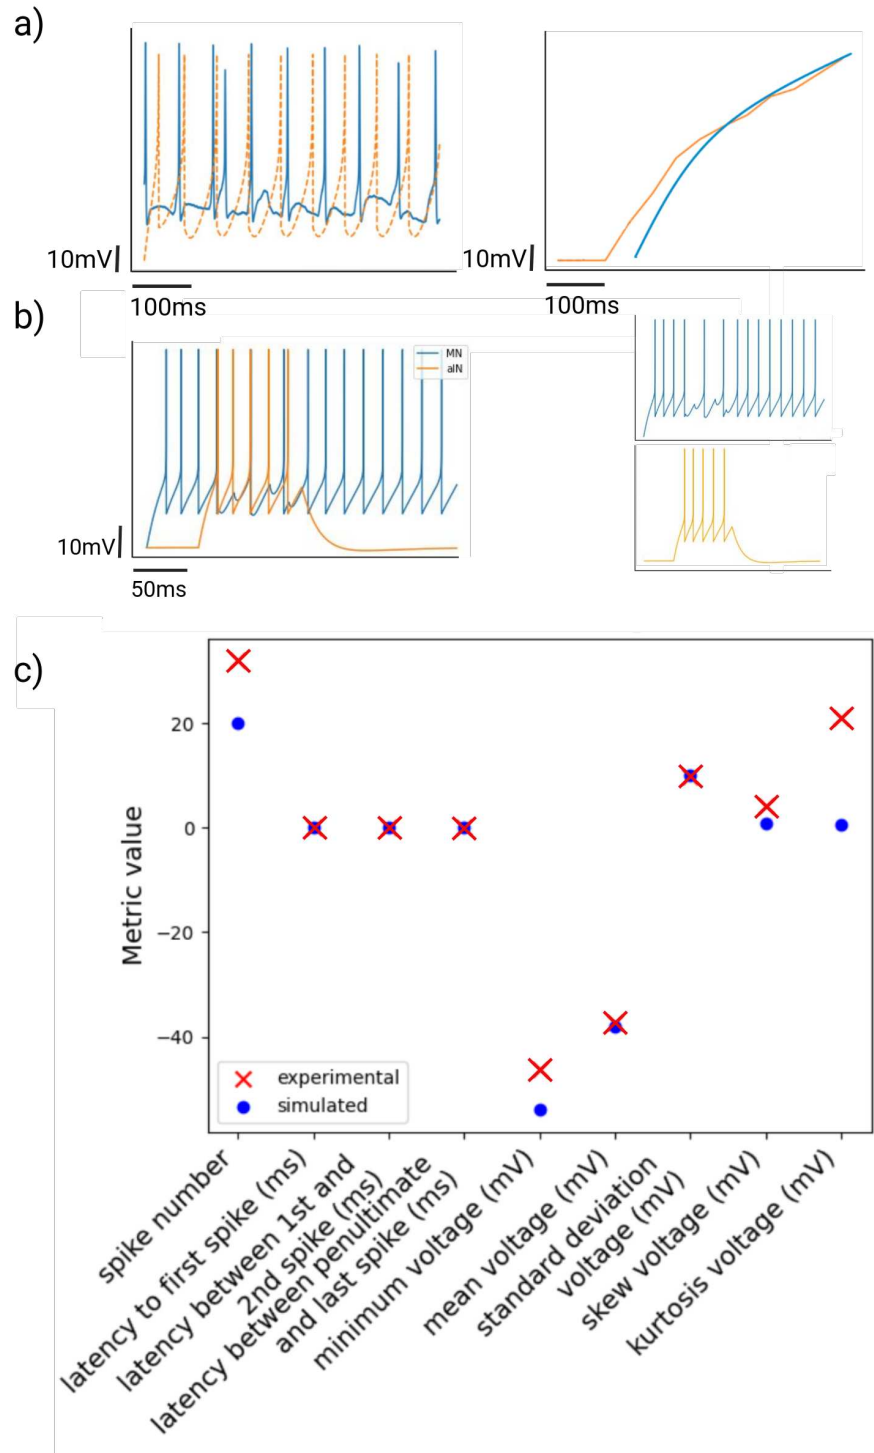 a)
10mV
100ms
10mV
100ms
b)
MN
aIN
10mV
50ms
c)
20
0
−20
−40
Metric value
experimental
simulated
spike number
latency to first spike (ms)
latency between 1st and
2nd spike (ms)
latency between penultimate
and last spike (ms)
minimum voltage (mV)
mean voltage (mV)
standard deviation
voltage (mV)
skew voltage (mV)
kurtosis voltage (mV)